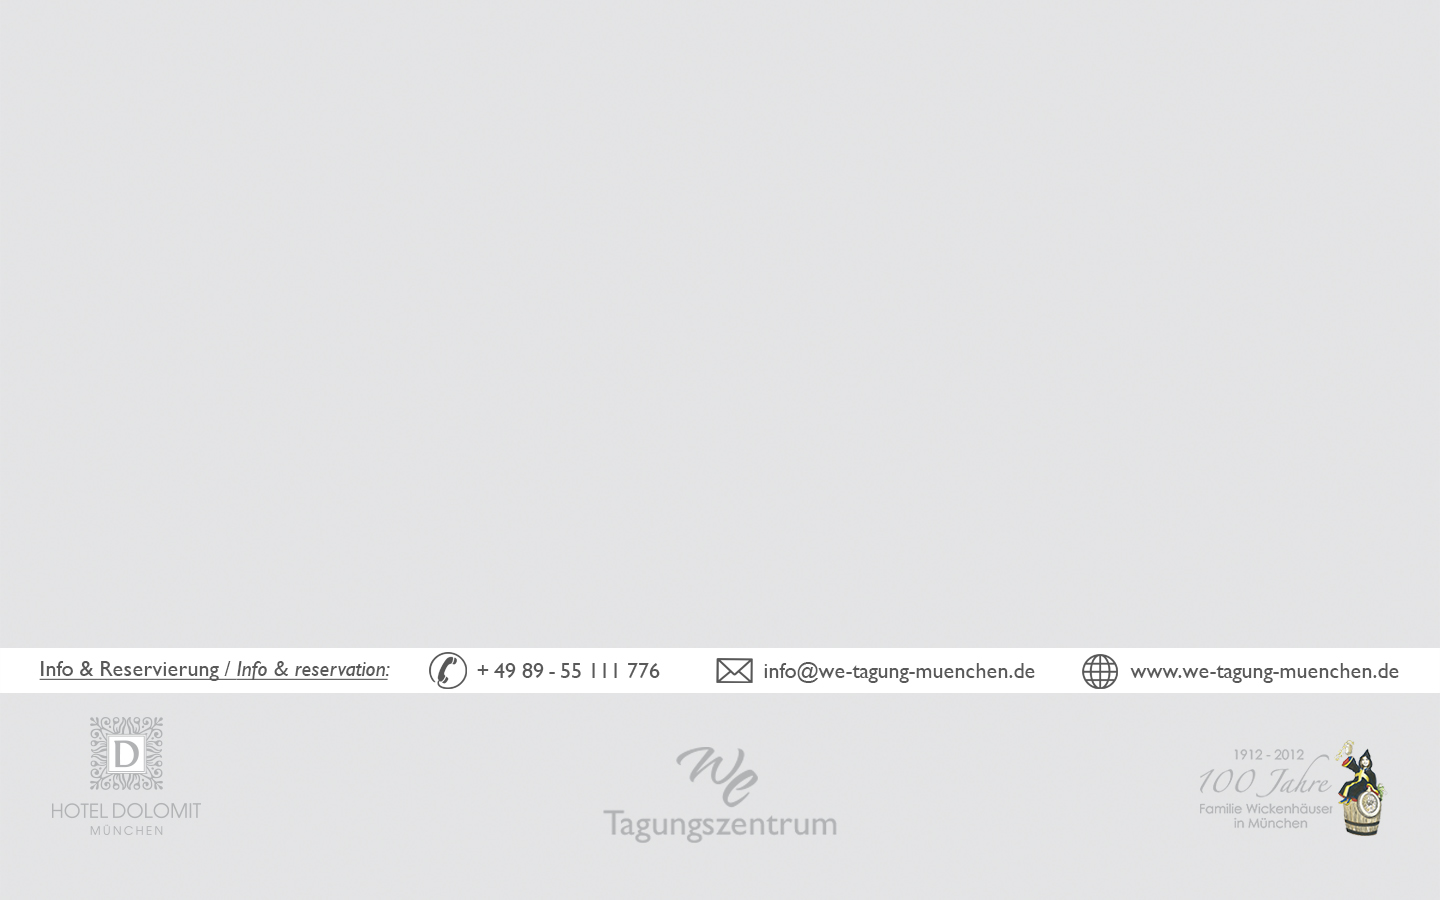 Info & Reservierung / Info & reservation:
+ 49 89 - 55 111 776
info@we-tagung-muenchen.de
www.we-tagung-muenchen.de
D
HOTEL DOLOMIT
MÜNCHEN
We
Tagungszentrum
1912 - 2012
100 Jahre
Familie Wickenhäuser
in München